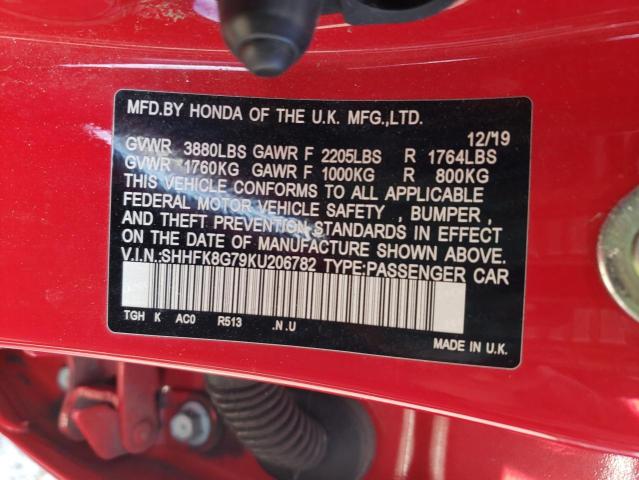 MFD.BY HONDA OF THE U.K. MFG.,LTD.
12/19
GVWR 3880LBS GAWR F 2205LBS R 1764LBS
GVWR 1760KG GAWR F 1000KG R 800KG
THIS VEHICLE CONFORMS TO ALL APPLICABLE
FEDERAL MOTOR VEHICLE SAFETY , BUMPER ,
AND THEFT PREVENTION STANDARDS IN EFFECT
ON THE DATE OF MANUFACTURE SHOWN ABOVE.
V.I.N.:SHHFK8G79KU206782 TYPE:PASSENGER CAR
TGH K AC0 R513 .N.U
MADE IN U.K.